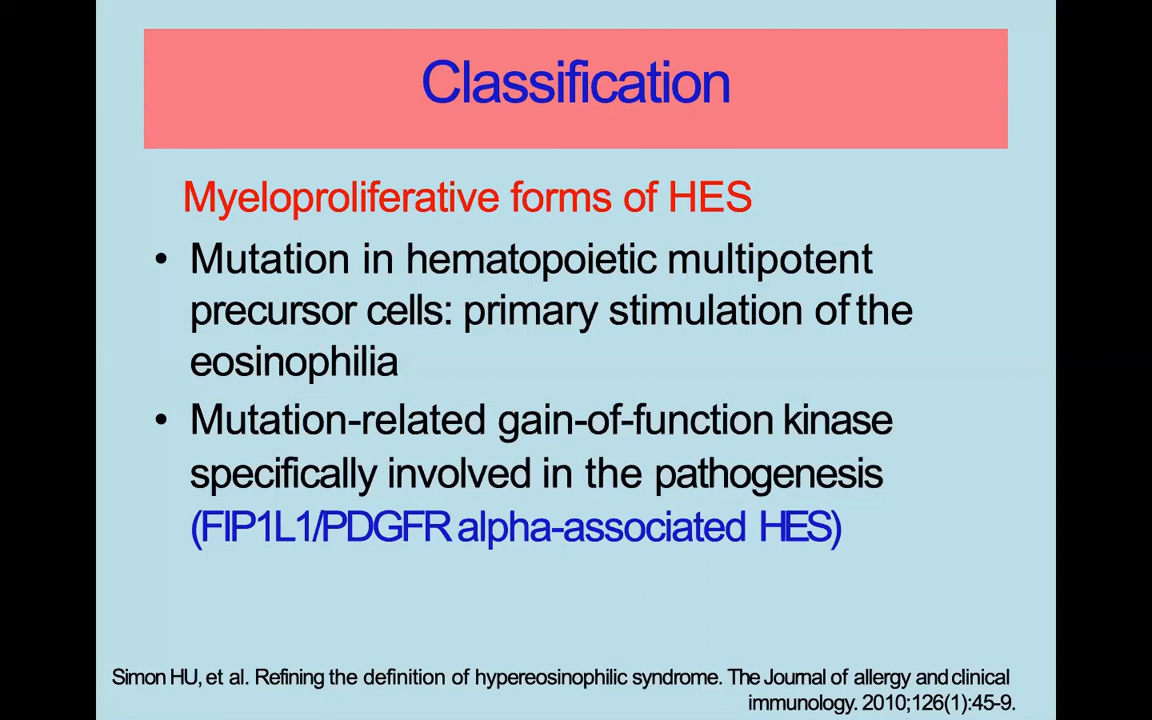 Classification
Myeloproliferative forms of HES
• Mutation in hematopoietic multipotent
precursor cells: primary stimulation of the
eosinophilia
• Mutation-related gain-of-function kinase
specifically involved in the pathogenesis
(FIP1L1/PDGFR alpha-associated HES)
Simon HU, et al. Refining the definition of hypereosinophilic syndrome. The Journal of allergy and clinical
immunology. 2010;126(1):45-9.